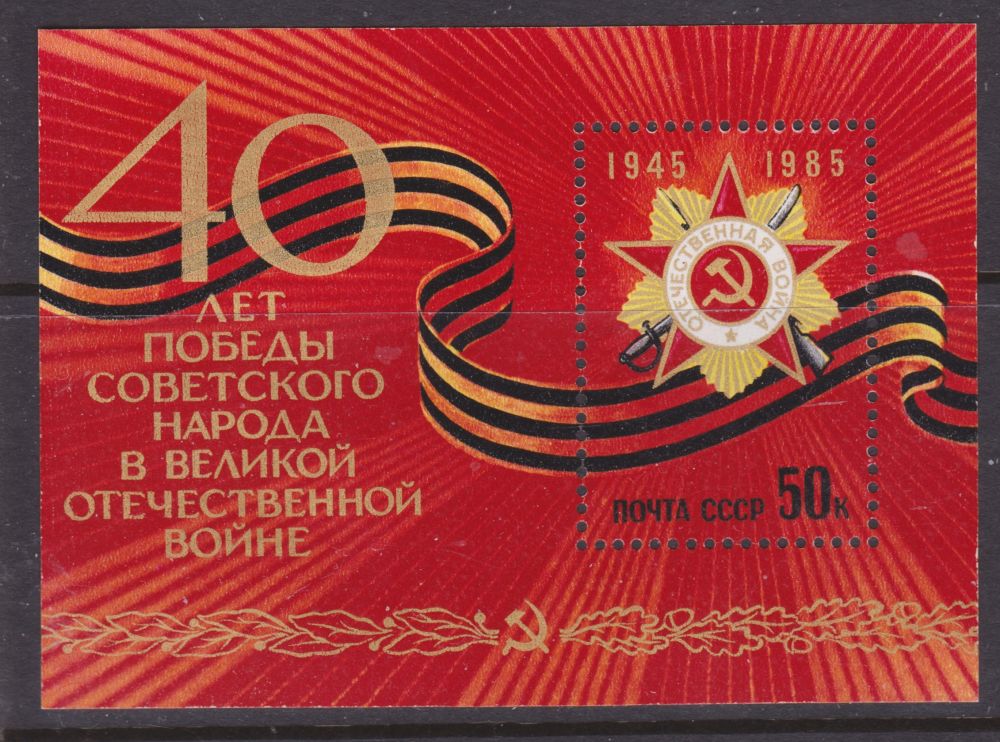 40
ЛЕТ
ПОБЕДЫ
СОВЕТСКОГО
НАРОДА
В ВЕЛИКОЙ
ОТЕЧЕСТВЕННОЙ
ВОЙНЕ
1945 1985
ОТЕЧЕСТВЕННАЯ ВОЙНА
ПОЧТА СССР 50к